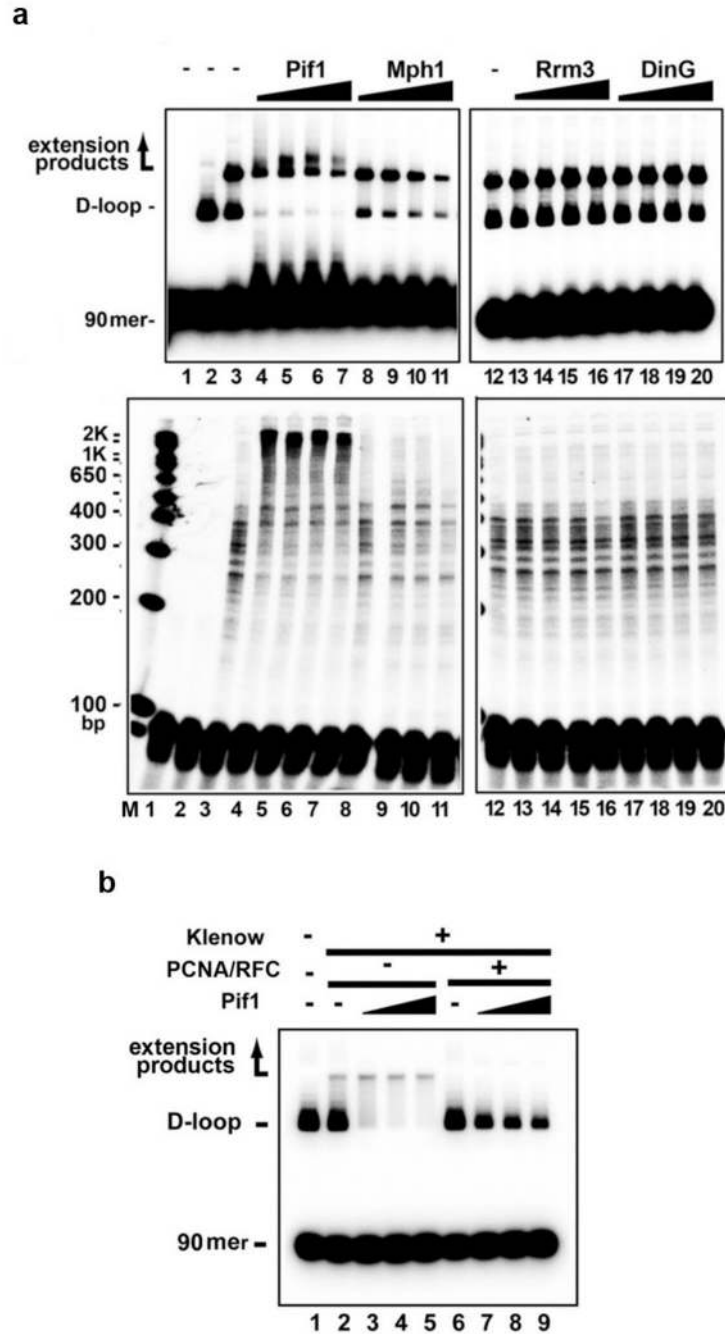 a
- - - Pif1 Mph1 - Rrm3 DinG
extension
products
D-loop -
90mer-
1 2 3 4 5 6 7 8 9 10 11 12 13 14 15 16 17 18 19 20
2K
1K
650 -
400 -
300 -
200 -
100 -
bp
M 1 2 3 4 5 6 7 8 9 10 11 12 13 14 15 16 17 18 19 20
b
Klenow - +
PCNA/RFC - - +
Pif1 - - -
extension
products
D-loop -
90mer -
1 2 3 4 5 6 7 8 9